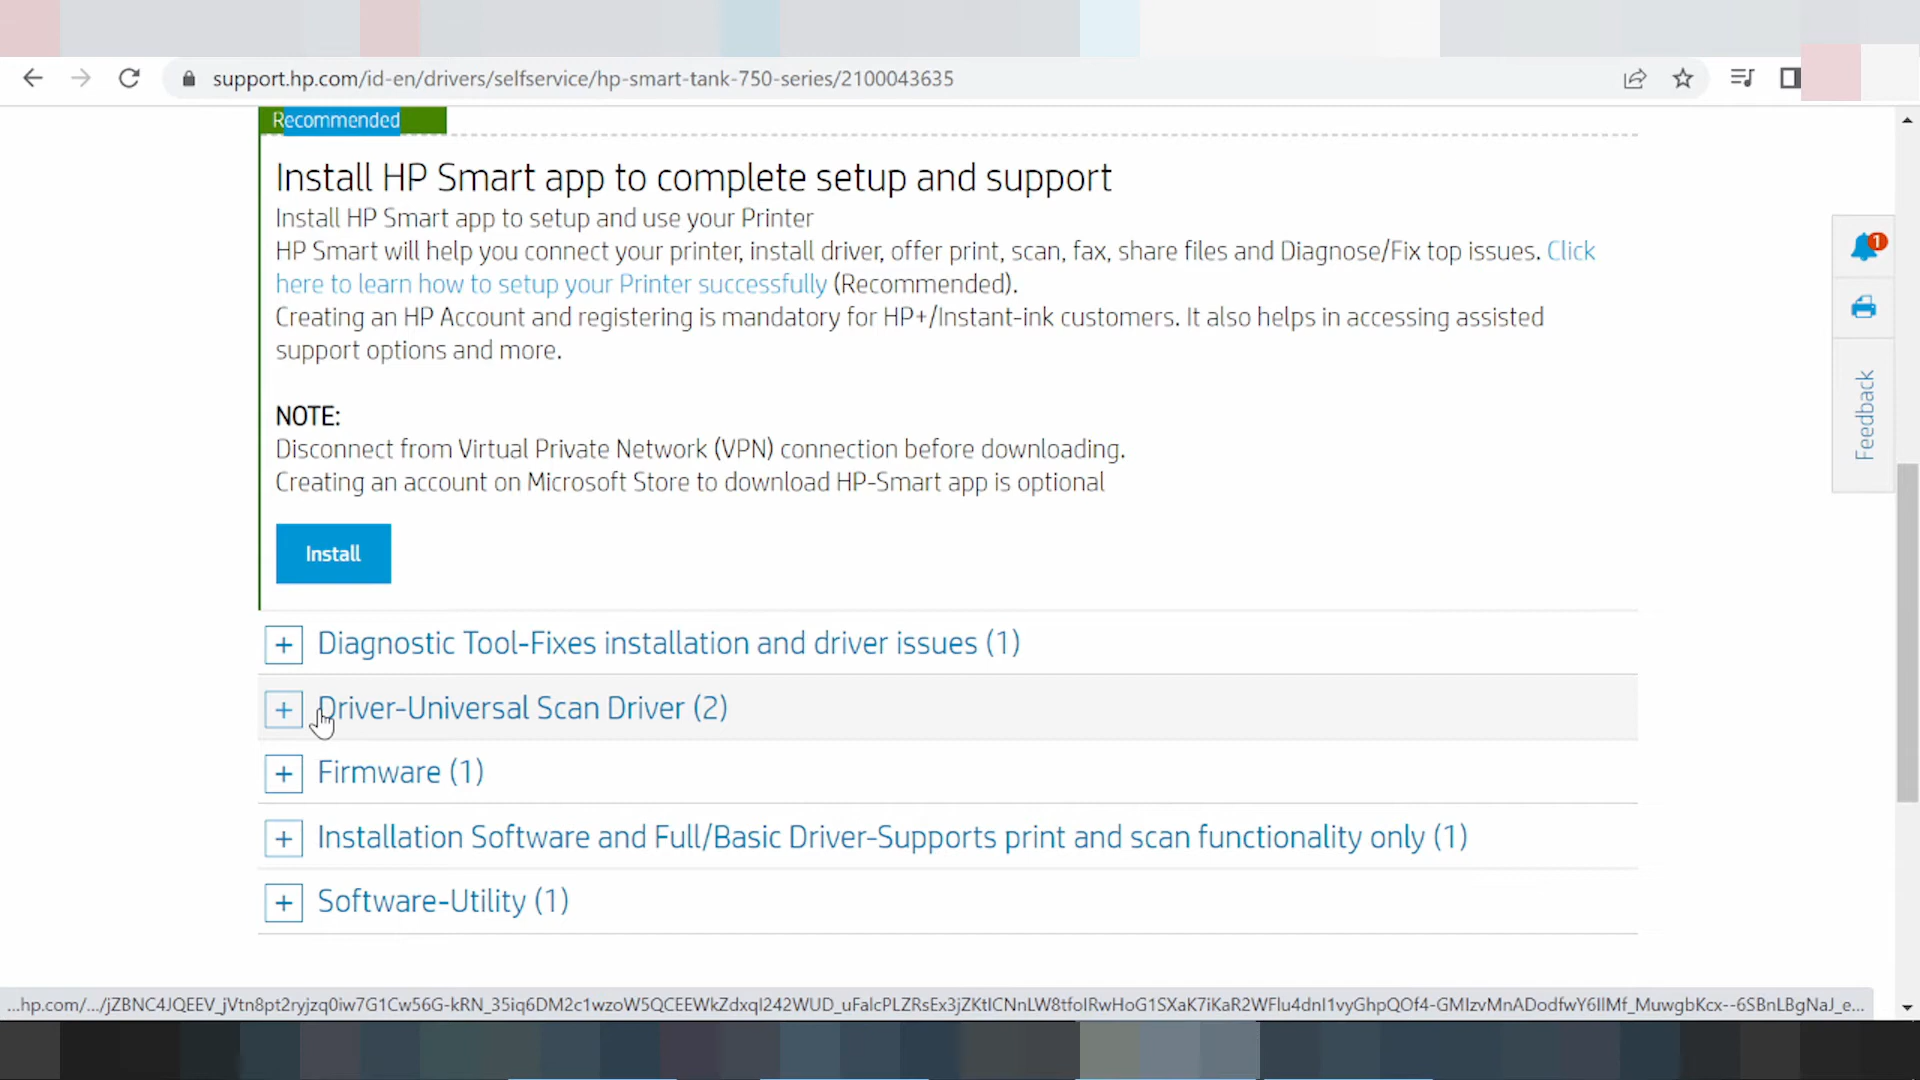 support.hp.com/id-en/drivers/selfservice/hp-smart-tank-750-series/2100043635
Recommended
Install HP Smart app to complete setup and support
Install HP Smart app to setup and use your Printer
HP Smart will help you connect your printer, install driver, offer print, scan, fax, share files and Diagnose/Fix top issues. Click
here to learn how to setup your Printer successfully (Recommended).
Creating an HP Account and registering is mandatory for HP+/Instant-ink customers. It also helps in accessing assisted
support options and more.
NOTE:
Disconnect from Virtual Private Network (VPN) connection before downloading.
Creating an account on Microsoft Store to download HP-Smart app is optional
Install
1
Feedback
Diagnostic Tool-Fixes installation and driver issues (1)
Driver-Universal Scan Driver (2)
Firmware (1)
Installation Software and Full/Basic Driver-Supports print and scan functionality only (1)
Software-Utility (1)